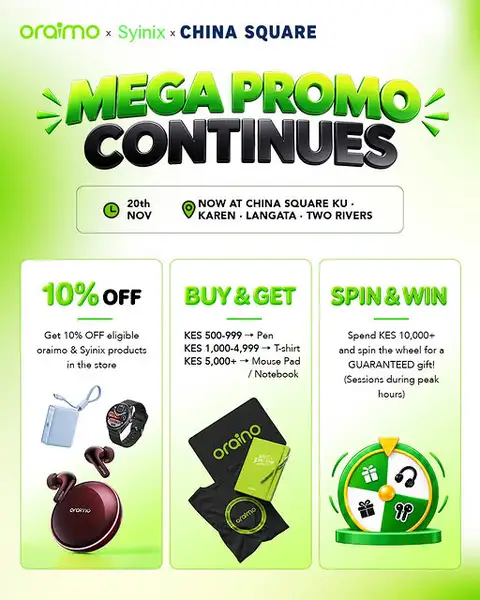 oraimo x Syinix x CHINA SQUARE
MEGA PROMO
CONTINUES
20th
NOV
NOW AT CHINA SQUARE KU ·
KAREN · LANGATA · TWO RIVERS
10% OFF
Get 10% OFF eligible
oraimo & Syinix products
in the store
oraimo
BUY & GET
KES 500-999 → Pen
KES 1,000-4,999 → T-shirt
KES 5,000+ → Mouse Pad
/ Notebook
oraino
oraimo
SPIN & WIN
Spend KES 10,000+
and spin the wheel for a
GUARANTEED gift!
(Sessions during peak
hours)